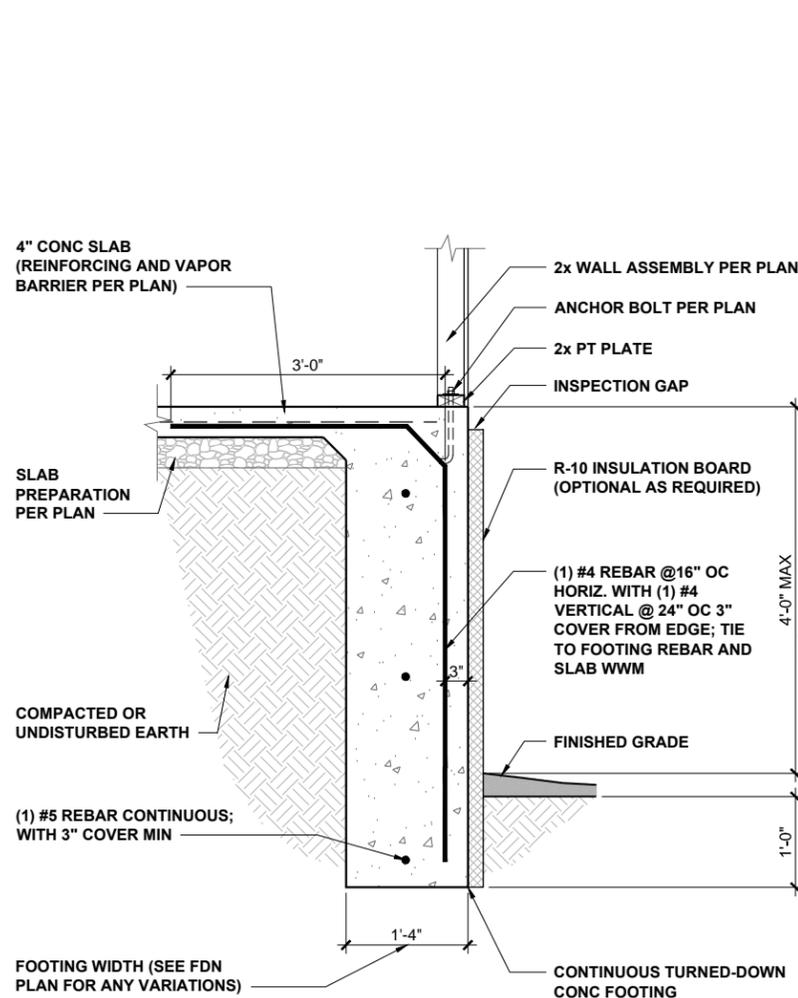 4" CONC SLAB
(REINFORCING AND VAPOR
BARRIER PER PLAN)
2x WALL ASSEMBLY PER PLAN
ANCHOR BOLT PER PLAN
2x PT PLATE
INSPECTION GAP
3'-0"
R-10 INSULATION BOARD
(OPTIONAL AS REQUIRED)
SLAB
PREPARATION
PER PLAN
(1) #4 REBAR @16" OC
HORIZ. WITH (1) #4
VERTICAL @ 24" OC 3"
COVER FROM EDGE; TIE
TO FOOTING REBAR AND
SLAB WWM
4'-0" MAX
3"
COMPACTED OR
UNDISTURBED EARTH
FINISHED GRADE
(1) #5 REBAR CONTINUOUS;
WITH 3" COVER MIN
1'-0"
1'-4"
FOOTING WIDTH (SEE FDN
PLAN FOR ANY VARIATIONS)
CONTINUOUS TURNED-DOWN
CONC FOOTING